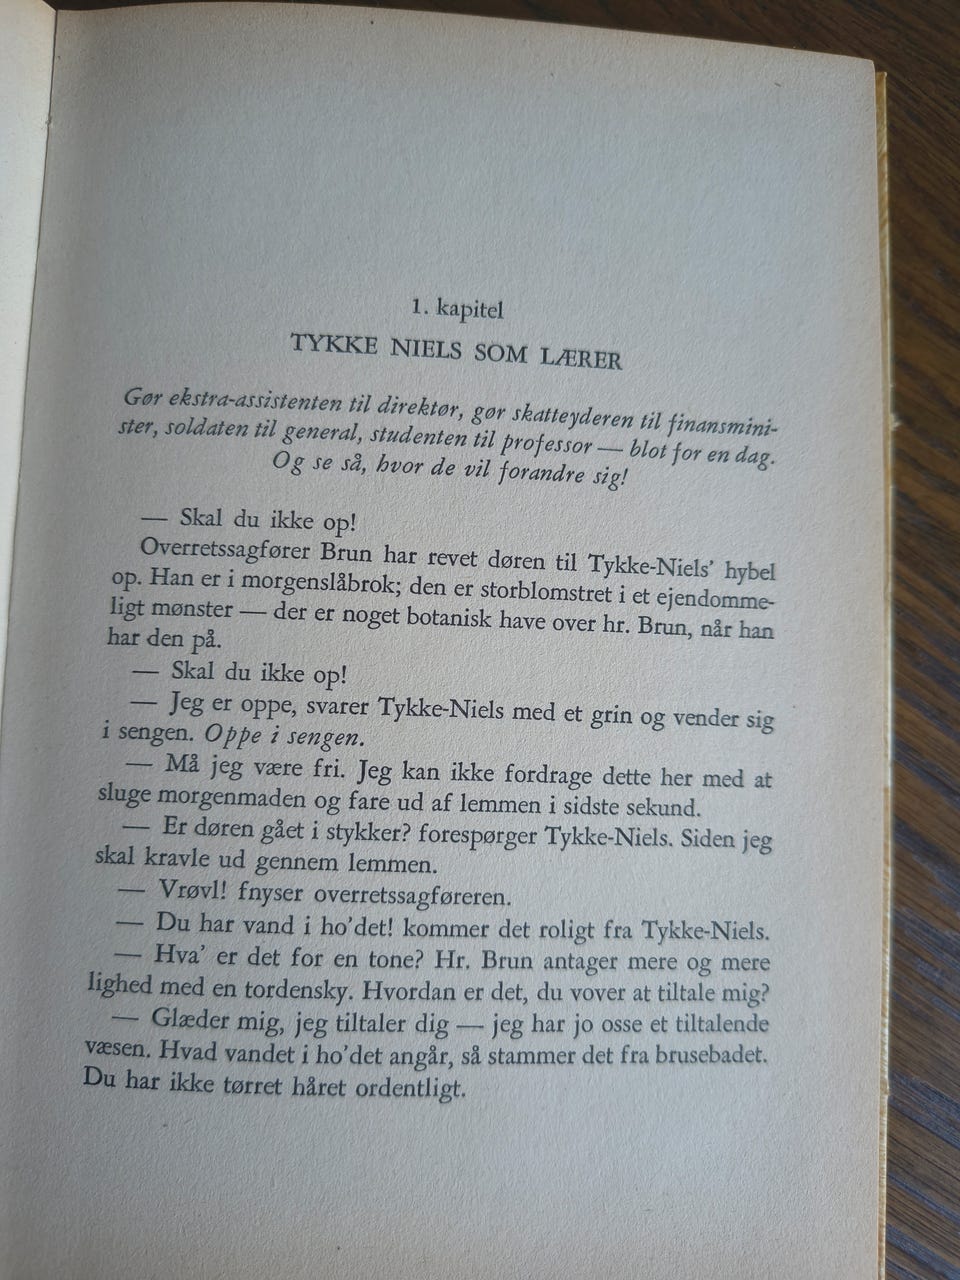 1. kapitel
TYKKE NIELS SOM LÆRER
Gør ekstra-assistenten til direktør, gør skatteyderen til finansmini-
ster, soldaten til general, studenten til professor — blot for en dag.
Og se så, hvor de vil forandre sig!
— Skal du ikke op!
Overretssagfører Brun har revet døren til Tykke-Niels’ hybel
op. Han er i morgenslåbrok; den er storblomstret i et ejendomme-
ligt mønster — der er noget botanisk have over hr. Brun, når han
har den på.
— Skal du ikke op!
— Jeg er oppe, svarer Tykke-Niels med et grin og vender sig
i sengen. Oppe i sengen.
— Må jeg være fri. Jeg kan ikke fordrage dette her med at
sluge morgenmaden og fare ud af lemmen i sidste sekund.
— Er døren gået i stykker? forespørger Tykke-Niels. Siden jeg
skal kravle ud gennem lemmen.
— Vrøvl! fnyser overretssagføreren.
— Du har vand i ho’det! kommer det roligt fra Tykke-Niels.
— Hva’ er det for en tone? Hr. Brun antager mere og mere
lighed med en tordensky. Hvordan er det, du vover at tiltale mig?
— Glæder mig, jeg tiltaler dig — jeg har jo osse et tiltalende
væsen. Hvad vandet i ho’det angår, så stammer det fra brusebadet.
Du har ikke tørret håret ordentligt.